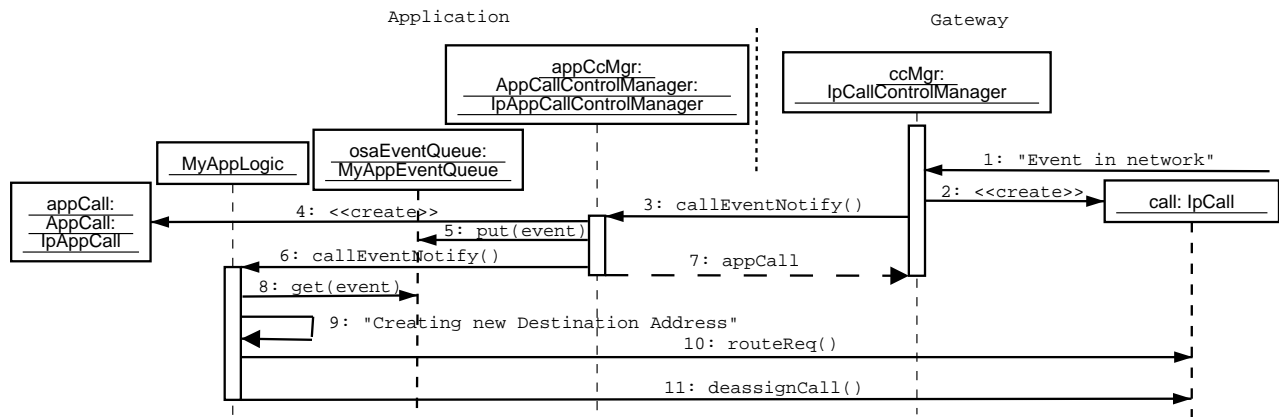 Application
Gateway
appCcMgr:
AppCallControlManager:
IpAppCallControlManager
ccMgr:
IpCallControlManager
osaEventQueue:
MyAppEventQueue
MyAppLogic
1: "Event in network"
appCall:
AppCall:
IpAppCall
2: <<create>>
call: IpCall
3: callEventNotify()
4: <<create>>
5: put(event)
6: callEventNotify()
7: appCall
8: get(event)
9: "Creating new Destination Address"
10: routeReq()
11: deassignCall()